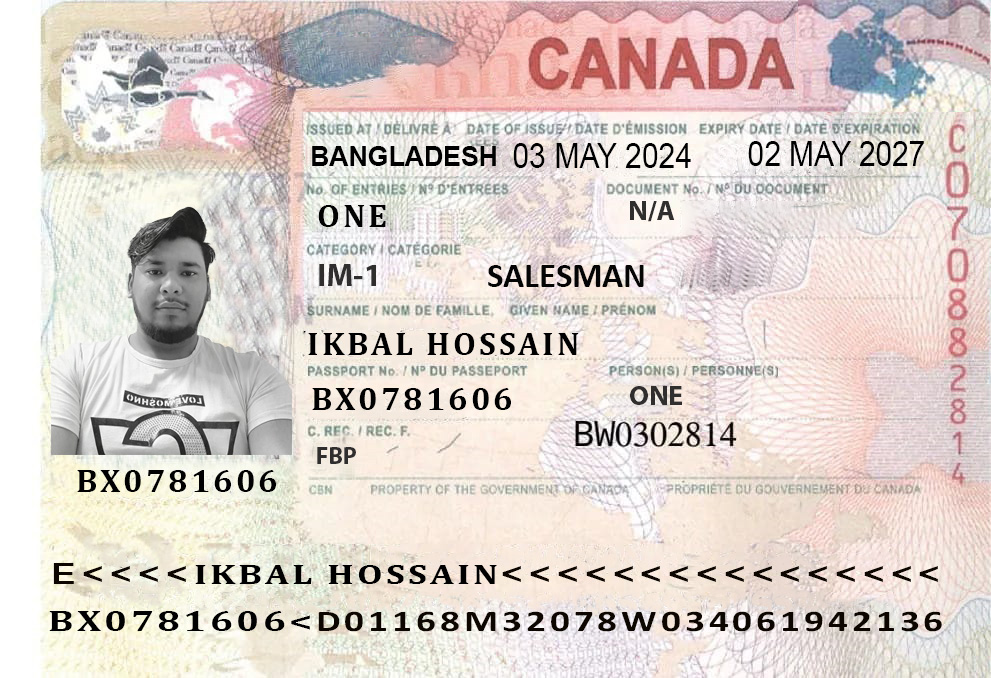 CANADA
ISSUED AT / DÉLIVRÉ À DATE OF ISSUE / DATE D'ÉMISSION EXPIRY DATE / DATE D'EXPIRATION
BANGLADESH 03 MAY 2024 02 MAY 2027
No. OF ENTRIES / Nº D'ENTRÉES DOCUMENT No. / Nº DU DOCUMENT
ONE N/A
CATEGORY / CATÉGORIE
IM-1 SALESMAN
SURNAME / NOM DE FAMILLE, GIVEN NAME / PRÉNOM
IKBAL HOSSAIN
PASSPORT No. / Nº DU PASSEPORT PERSON(S) / PERSONNE(S)
BX0781606 ONE
C. REC. / REC. F. BW0302814
FBP
CBN PROPERTY OF THE GOVERNMENT OF CANADA PROPRIÉTÉ DU GOUVERNEMENT DU CANADA
C070882814
LOVE MOSHNO
BX0781606
E<<<<IKBAL HOSSAIN<<<<<<<<<<<<<<<<
BX0781606<D01168M32078W034061942136